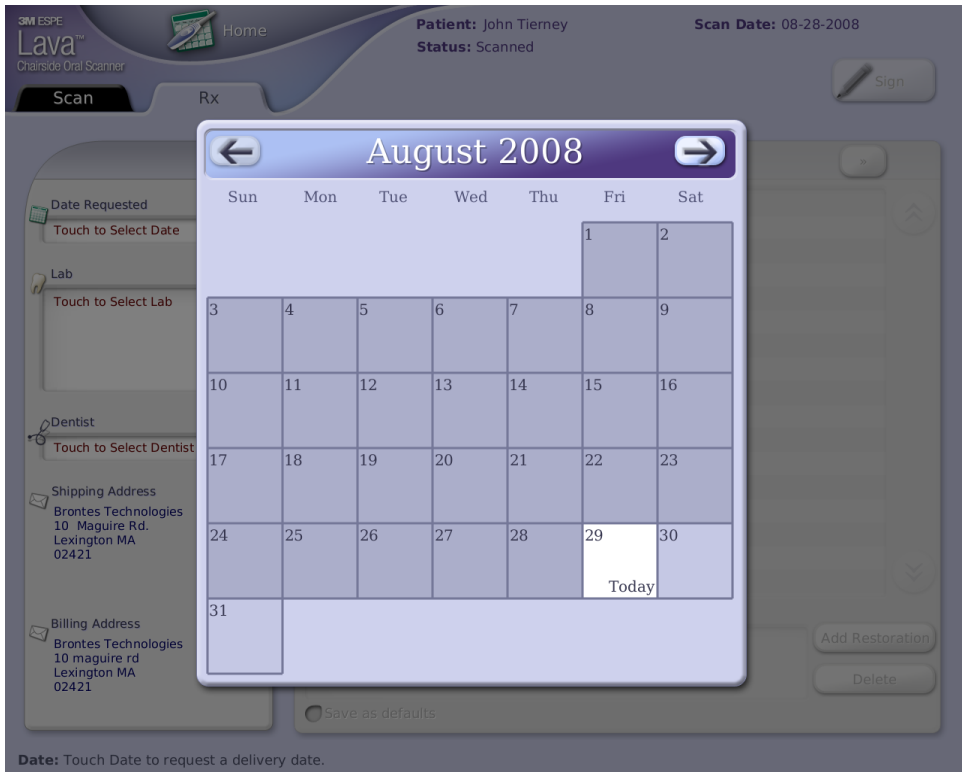 3M ESPE
Lava™
Chairside Oral Scanner
Home
Patient: John Tierney
Status: Scanned
Scan Date: 08-28-2008
Sign
Scan
Rx
August 2008
Sun Mon Tue Wed Thu Fri Sat
1 2
3 4 5 6 7 8 9
10 11 12 13 14 15 16
17 18 19 20 21 22 23
24 25 26 27 28 29 30
Today
31
Date Requested
Touch to Select Date
Lab
Touch to Select Lab
Dentist
Touch to Select Dentist
Shipping Address
Brontes Technologies
10 Maguire Rd.
Lexington MA
02421
Billing Address
Brontes Technologies
10 maguire rd
Lexington MA
02421
Add Restoration
Delete
Save as defaults
Date: Touch Date to request a delivery date.